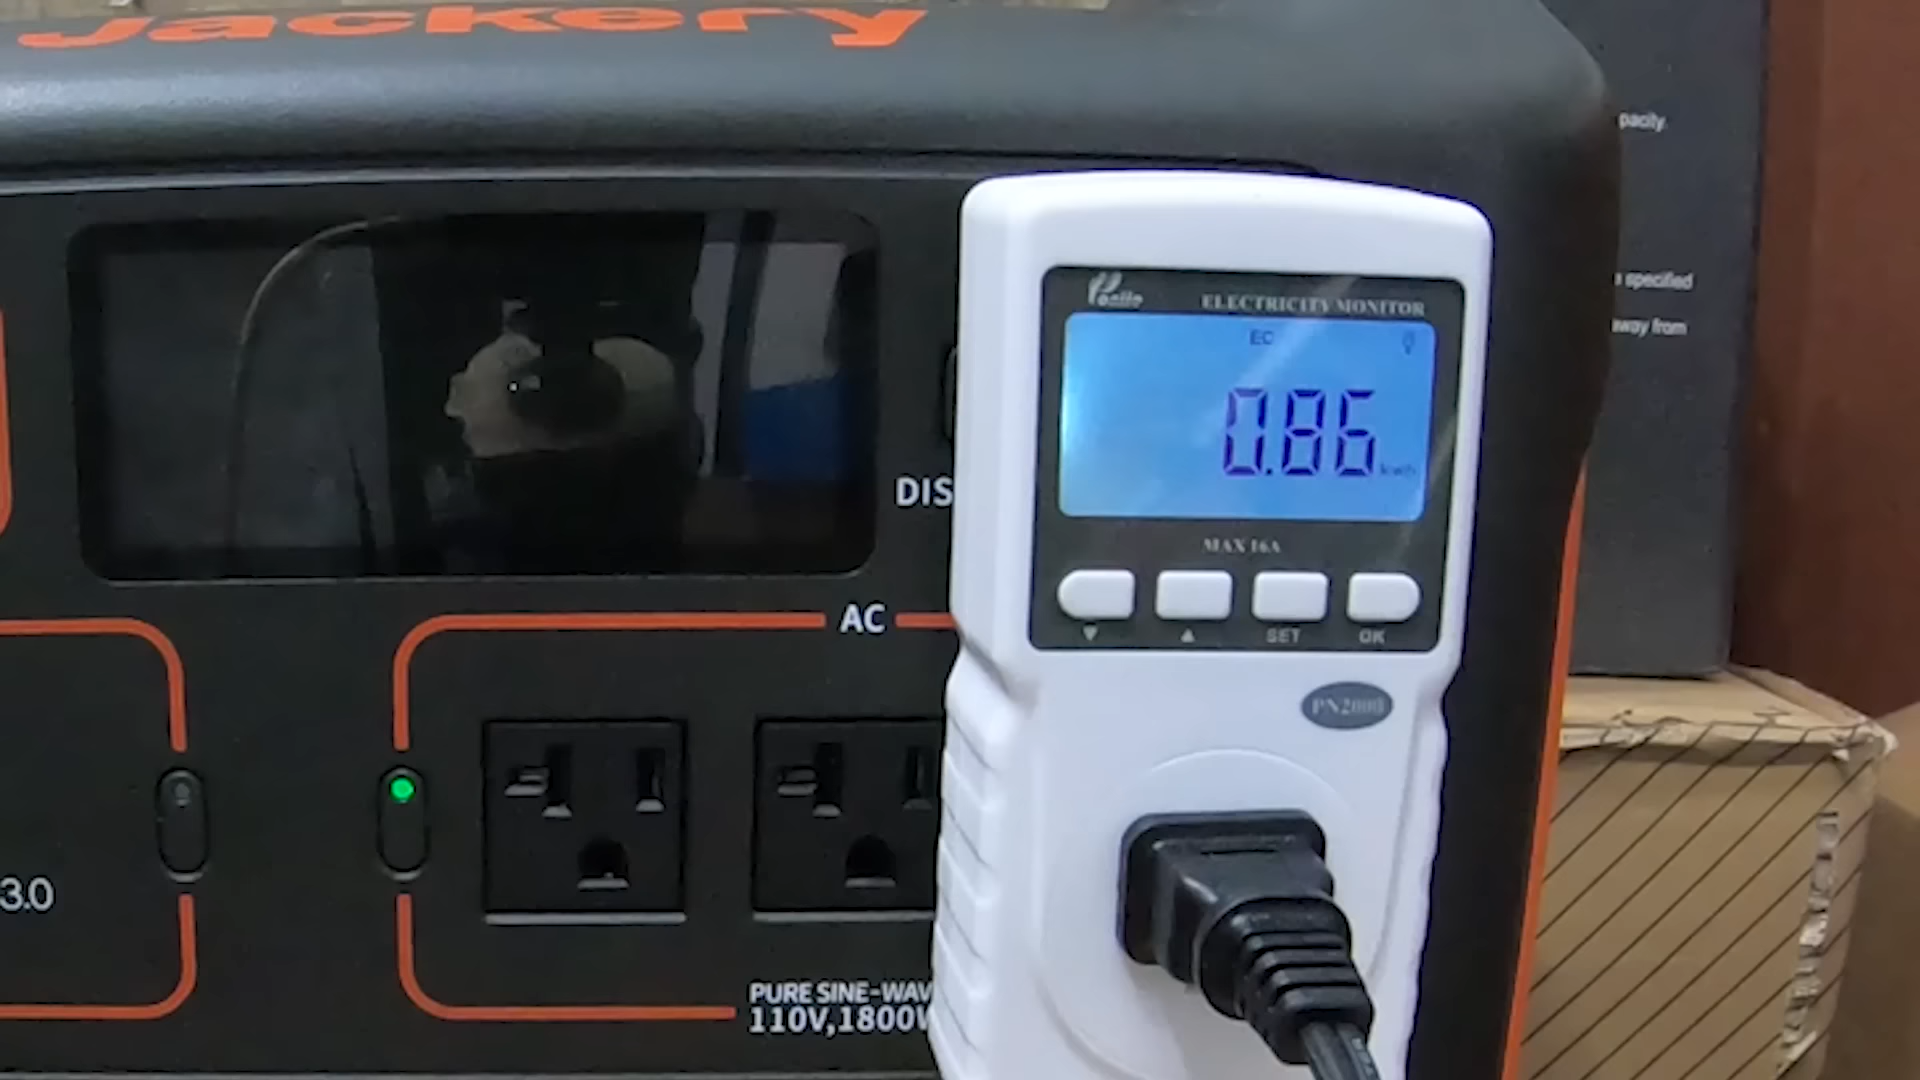 Jackery
pacity.
specified
away from
ELECTRICITY MONITOR
EC
0.86
kwh
DIS
MAX 16A
▼ ▲ SET OK
AC
PN2000
3.0
PURE SINE-WAV
110V,1800W